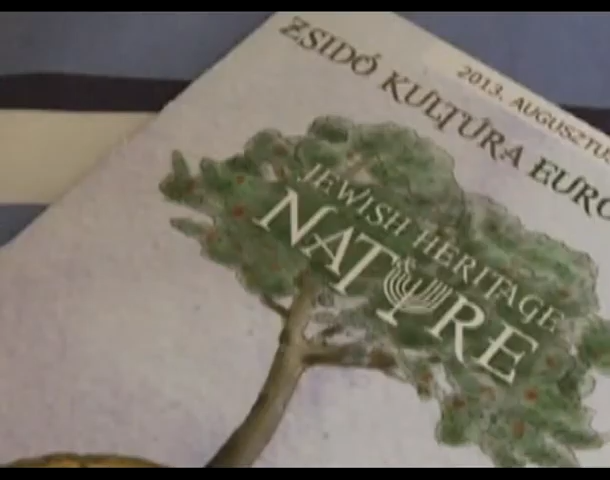 2013. AUGUSZTU
ZSIDÓ KULTÚRA EURÓ
JEWISH HERITAGE
NATURE